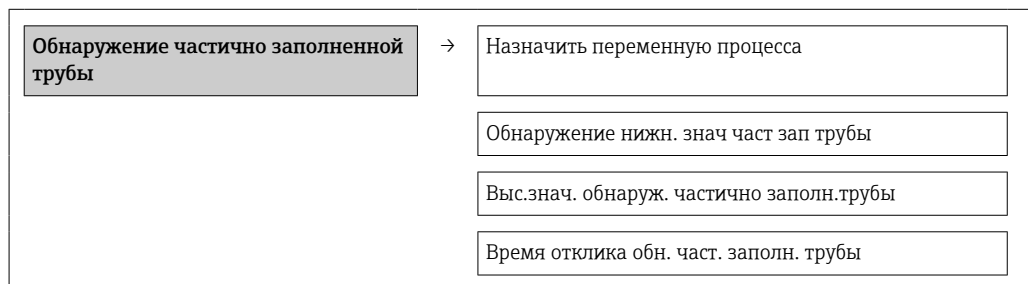 Обнаружение частично заполненной
трубы
→
Назначить переменную процесса
Обнаружение нижн. знач част зап трубы
Выс.знач. обнаруж. частично заполн.трубы
Время отклика обн. част. заполн. трубы